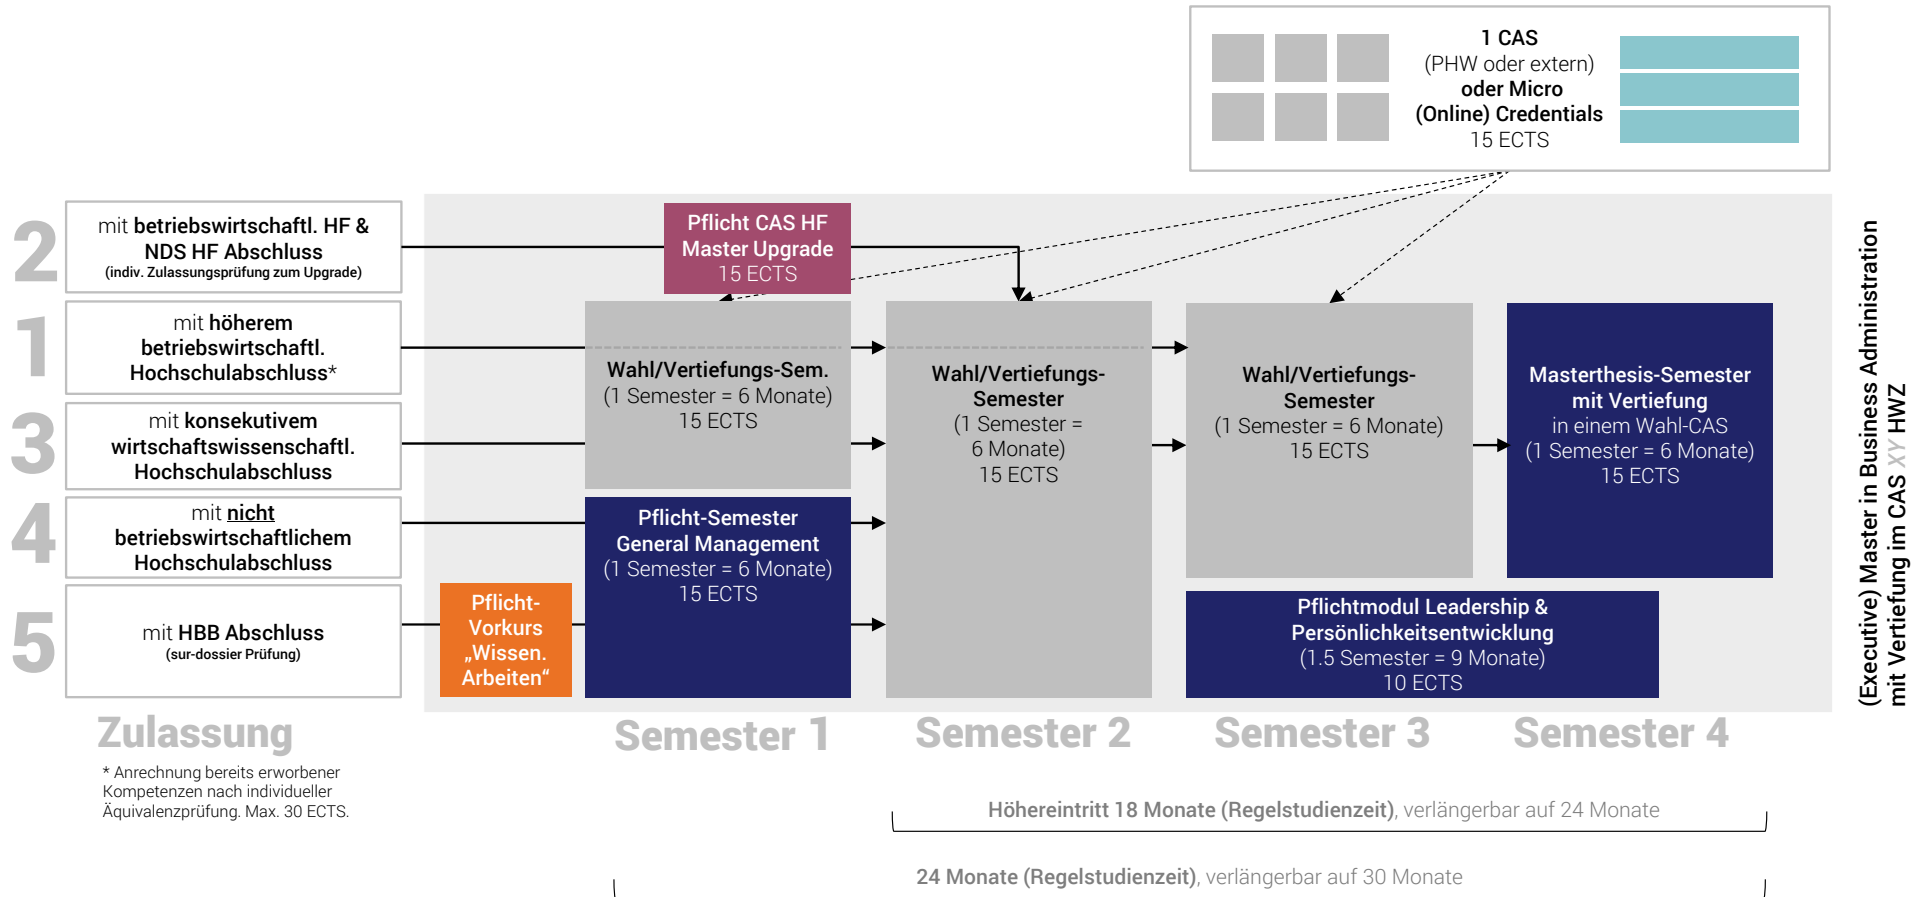 1 CAS
(PHW oder extern)
oder Micro
(Online) Credentials
15 ECTS
2
mit betriebswirtschaftl. HF &
NDS HF Abschluss
(indiv. Zulassungsprüfung zum Upgrade)
Pflicht CAS HF
Master Upgrade
15 ECTS
1
mit höherem
betriebswirtschaftl.
Hochschulabschluss*
3
mit konsekutivem
wirtschaftswissenschaftl.
Hochschulabschluss
4
mit nicht
betriebswirtschaftlichem
Hochschulabschluss
5
mit HBB Abschluss
(sur-dossier Prüfung)
Pflicht-
Vorkurs
„Wissen.
Arbeiten“
Wahl/Vertiefungs-Sem.
(1 Semester = 6 Monate)
15 ECTS
Pflicht-Semester
General Management
(1 Semester = 6 Monate)
15 ECTS
Wahl/Vertiefungs-
Semester
(1 Semester =
6 Monate)
15 ECTS
Wahl/Vertiefungs-
Semester
(1 Semester = 6 Monate)
15 ECTS
Masterthesis-Semester
mit Vertiefung
in einem Wahl-CAS
(1 Semester = 6 Monate)
15 ECTS
Pflichtmodul Leadership &
Persönlichkeitsentwicklung
(1.5 Semester = 9 Monate)
10 ECTS
(Executive) Master in Business Administration
mit Vertiefung im CAS XY HWZ
Zulassung
Semester 1
Semester 2
Semester 3
Semester 4
* Anrechnung bereits erworbener
Kompetenzen nach individueller
Äquivalenzprüfung. Max. 30 ECTS.
Höhereintritt 18 Monate (Regelstudienzeit), verlängerbar auf 24 Monate
24 Monate (Regelstudienzeit), verlängerbar auf 30 Monate